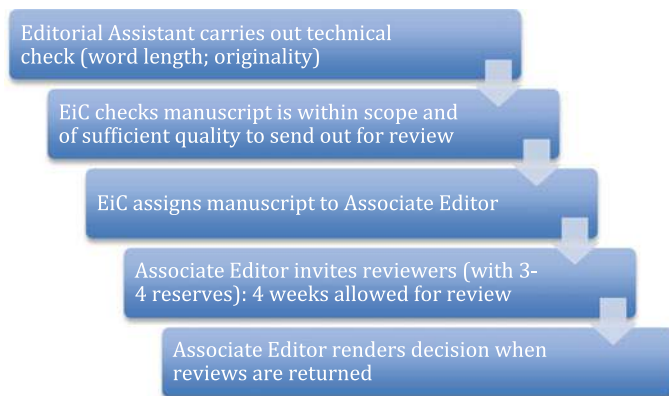 Editorial Assistant carries out technical
check (word length; originality)
EiC checks manuscript is within scope and
of sufficient quality to send out for review
EiC assigns manuscript to Associate Editor
Associate Editor invites reviewers (with 3-
4 reserves): 4 weeks allowed for review
Associate Editor renders decision when
reviews are returned